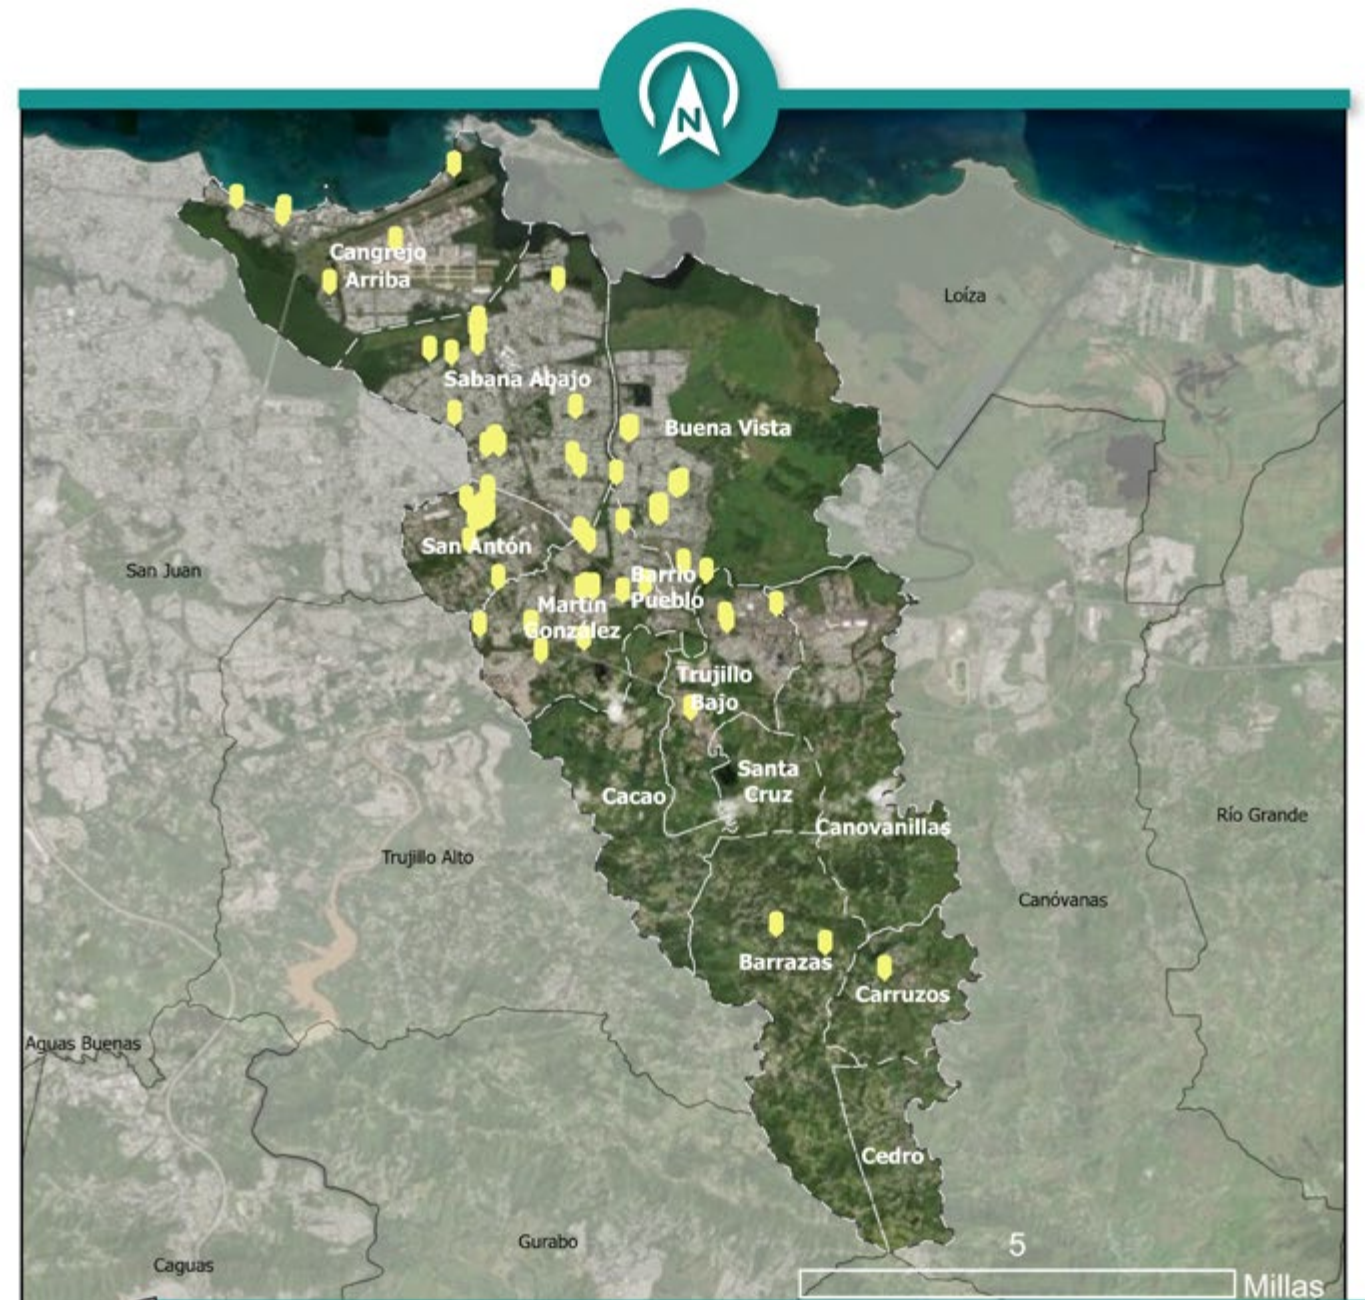 N
Cangrejo
Arriba
Loíza
Sabana Abajo
Buena Vista
San Antón
San Juan
Barrio
Pueblo
Martín
González
Trujillo
Bajo
Santa
Cruz
Cacao
Canovanillas
Río Grande
Trujillo Alto
Canóvanas
Barrazas
Carruzos
Aguas Buenas
Cedro
Gurabo
5
Caguas
Millas